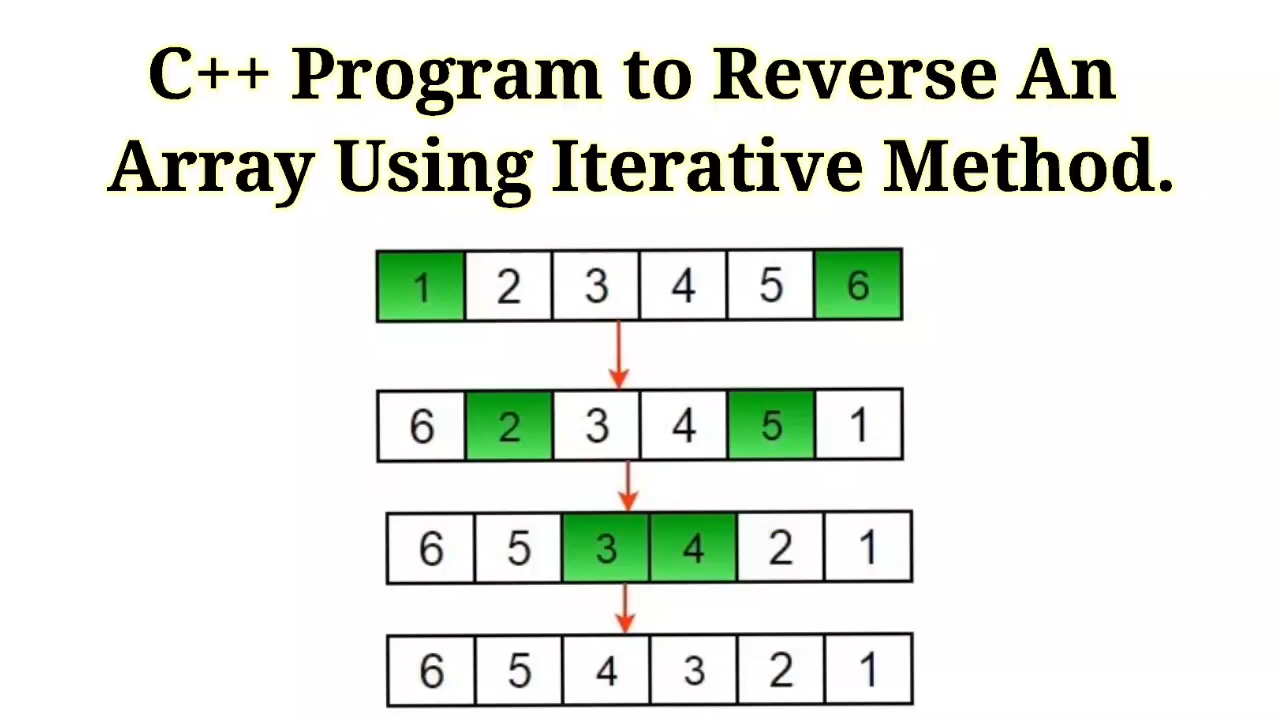 C++ Program to Reverse An
Array Using Iterative Method.
1 2 3 4 5 6
6 2 3 4 5 1
6 5 3 4 2 1
6 5 4 3 2 1